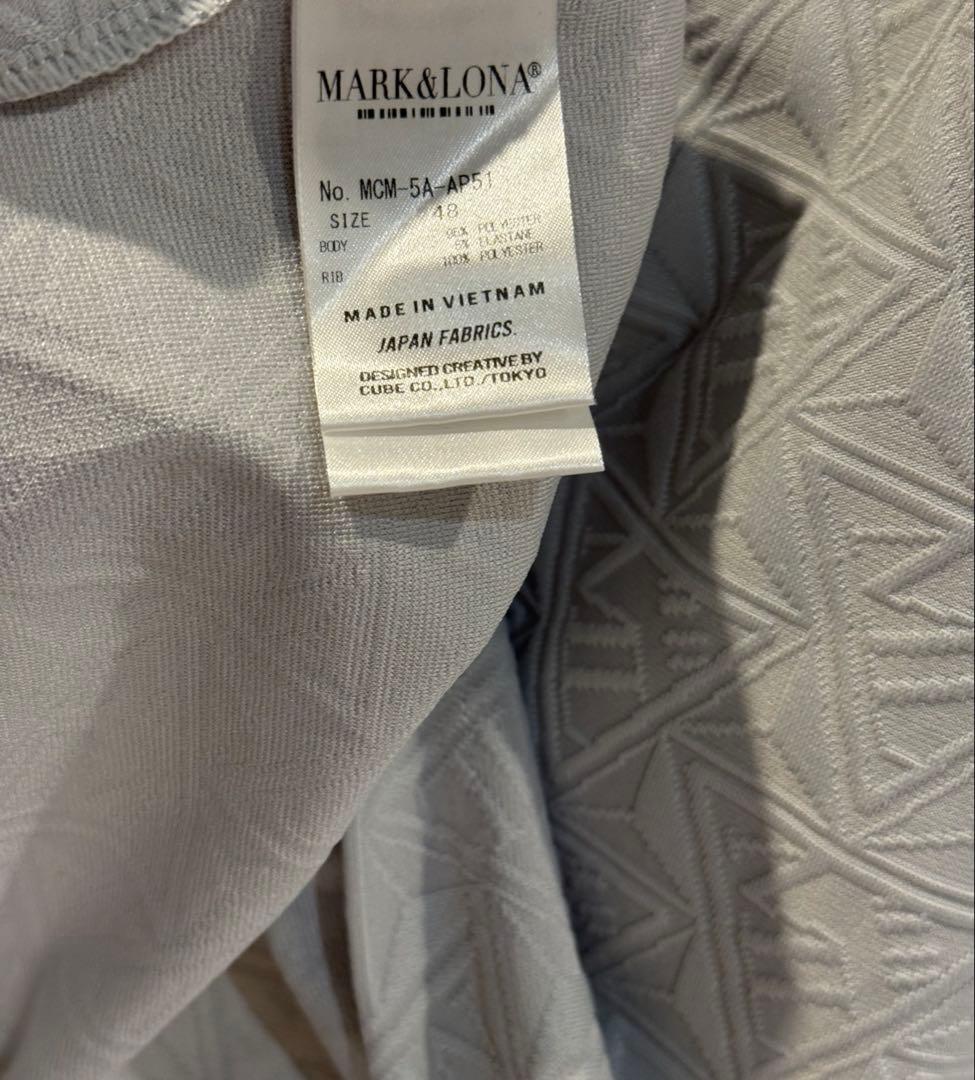 MARK&LONA®
No. MCM-5A-AP51
SIZE 48
BODY 95% POLYESTER
5% ELASTANE
RIB 100% POLYESTER
MADE IN VIETNAM
JAPAN FABRICS.
DESIGNED CREATIVE BY
CUBE CO.,LTD./TOKYO